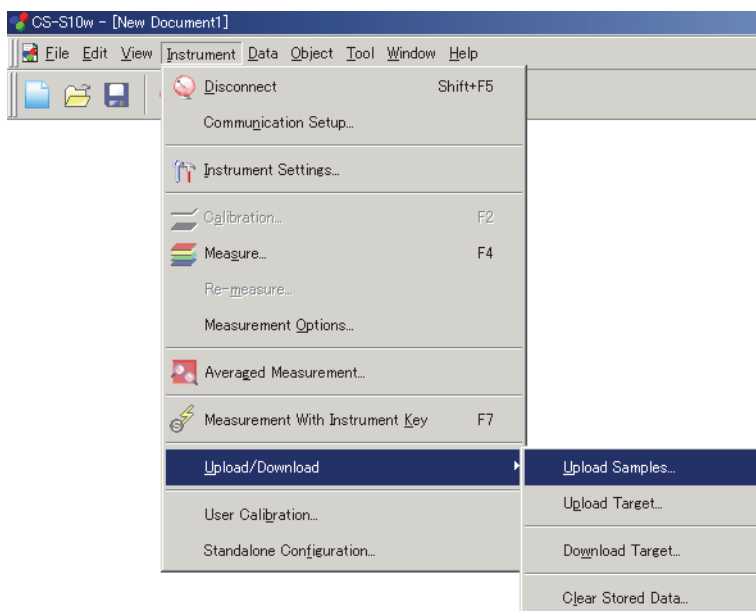 CS-S10w - [New Document1]
File Edit View Instrument Data Object Tool Window Help
Disconnect Shift+F5
Communication Setup...
Instrument Settings...
Calibration... F2
Measure... F4
Re-measure...
Measurement Options...
Averaged Measurement...
Measurement With Instrument Key F7
Upload/Download
Upload Samples...
Upload Target...
Download Target...
Clear Stored Data...
User Calibration...
Standalone Configuration...